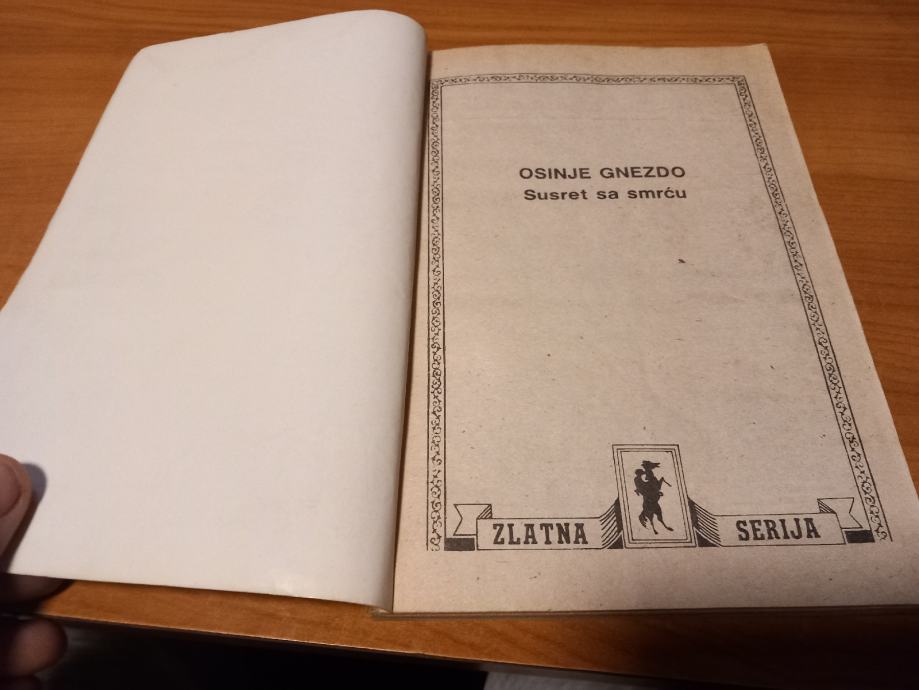 OSINJE GNEZDO
Susret sa smrću
ZLATNA SERIJA